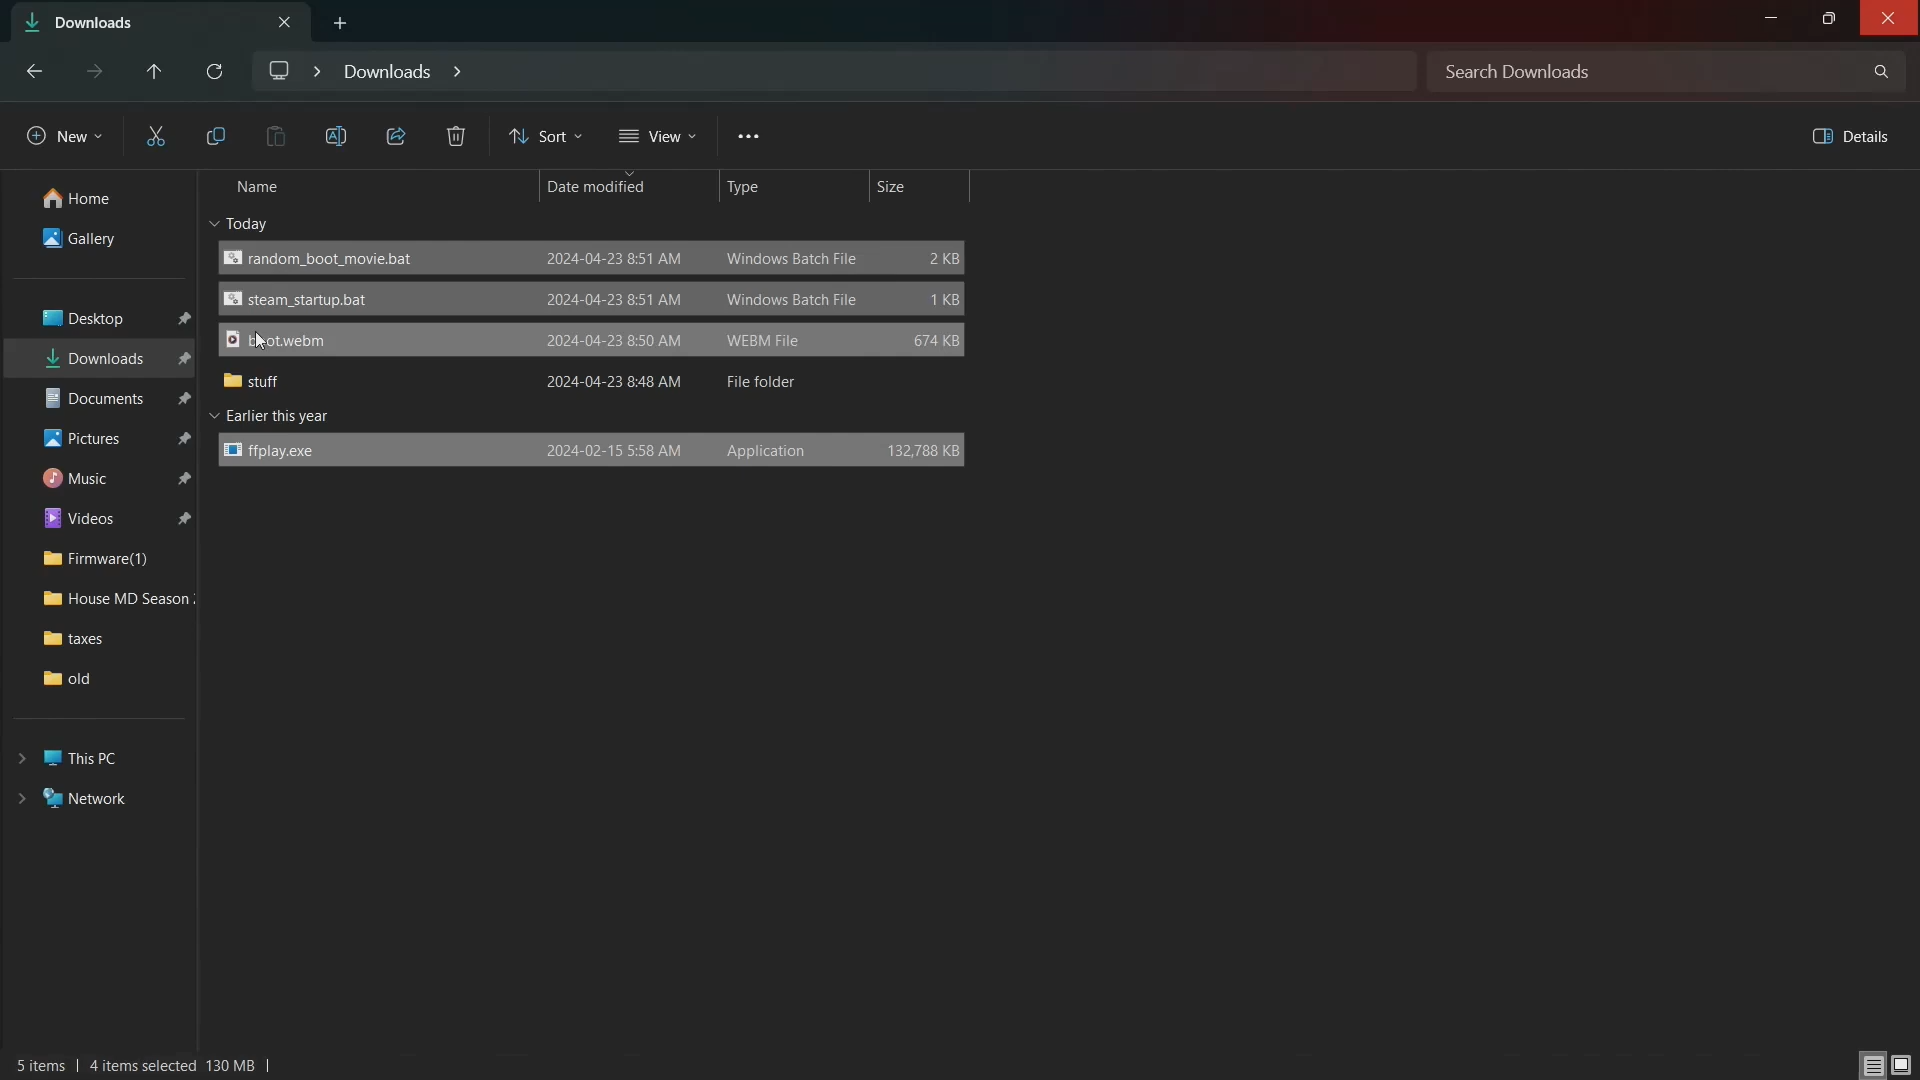 Downloads
Downloads
Search Downloads
New
Sort
View
Details
Name Date modified Type Size
Home
Gallery
Desktop
Downloads
Documents
Pictures
Music
Videos
Firmware(1)
House MD Season
taxes
old
This PC
Network
Today
random_boot_movie.bat 2024-04-23 8:51 AM Windows Batch File 2 KB
steam_startup.bat 2024-04-23 8:51 AM Windows Batch File 1 KB
boot.webm 2024-04-23 8:50 AM WEBM File 674 KB
stuff 2024-04-23 8:48 AM File folder
Earlier this year
ffplay.exe 2024-02-15 5:58 AM Application 132,788 KB
5 items 4 items selected 130 MB